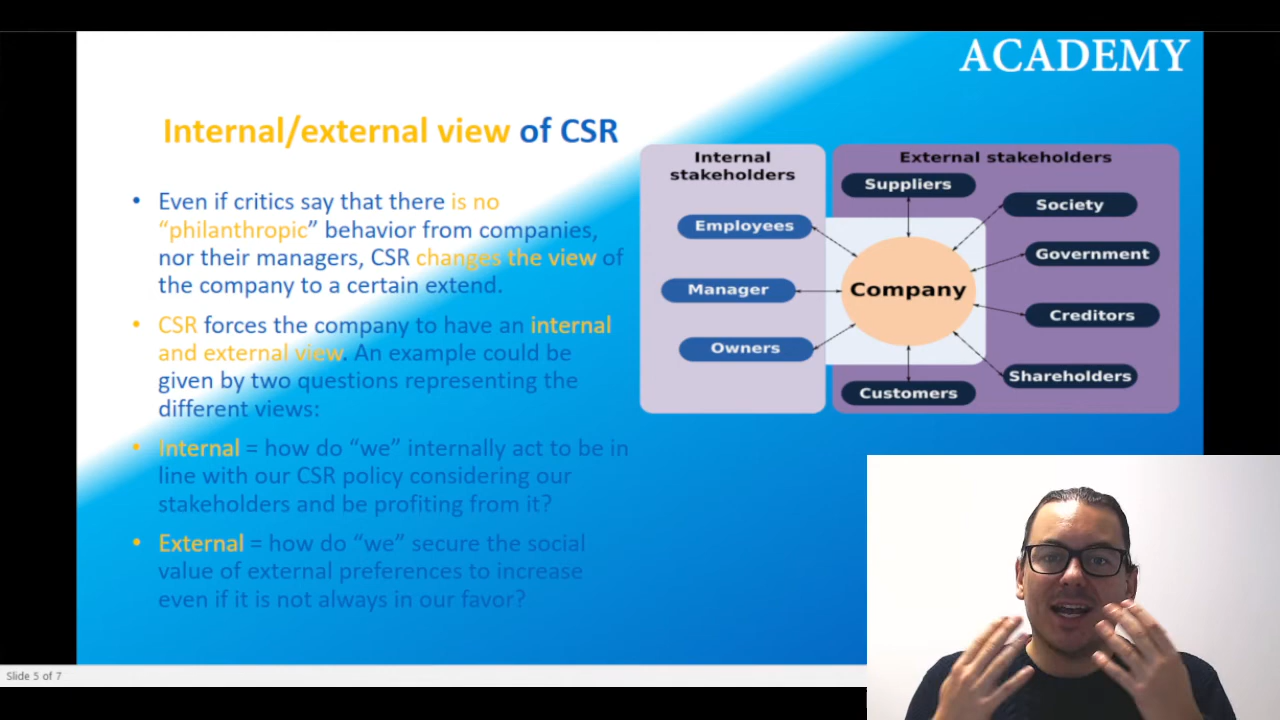 ACADEMY
Internal/external view of CSR
• Even if critics say that there is no
“philanthropic” behavior from companies,
nor their managers, CSR changes the view of
the company to a certain extend.
• CSR forces the company to have an internal
and external view. An example could be
given by two questions representing the
different views:
• Internal = how do “we” internally act to be in
line with our CSR policy considering our
stakeholders and be profiting from it?
• External = how do “we” secure the social
value of external preferences to increase
even if it is not always in our favor?
Internal
stakeholders
Employees
Manager
Owners
External stakeholders
Suppliers
Society
Government
Company
Creditors
Shareholders
Customers
Slide 5 of 7